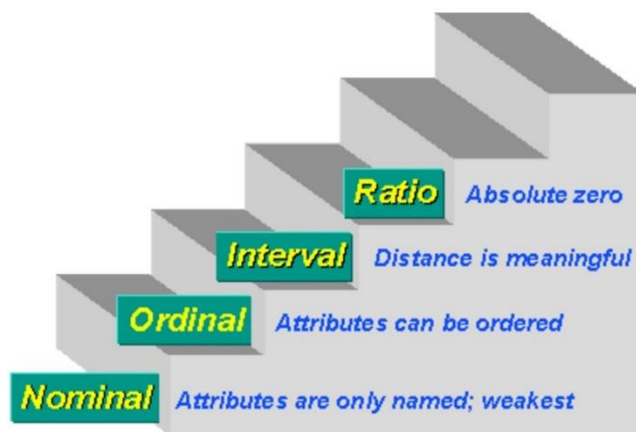 Ratio Absolute zero
Interval Distance is meaningful
Ordinal Attributes can be ordered
Nominal Attributes are only named; weakest